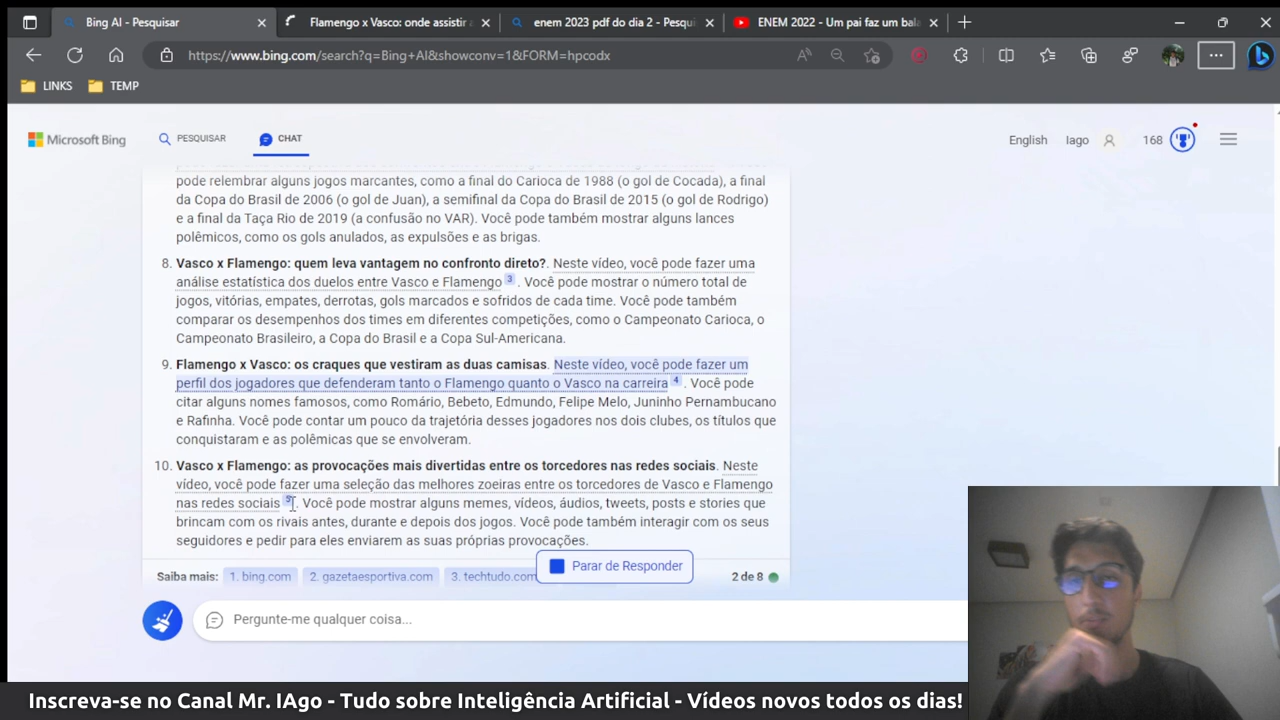 Bing AI - Pesquisar
Flamengo x Vasco: onde assistir
enem 2023 pdf do dia 2 - Pesqui
ENEM 2022 - Um pai faz um bal
https://www.bing.com/search?q=Bing+AI&showconv=1&FORM=hpcodx
LINKS
TEMP
Microsoft Bing
PESQUISAR
CHAT
English
Iago
168
pode relembrar alguns jogos marcantes, como a final do Carioca de 1988 (o gol de Cocada), a final
da Copa do Brasil de 2006 (o gol de Juan), a semifinal da Copa do Brasil de 2015 (o gol de Rodrigo)
e a final da Taça Rio de 2019 (a confusão no VAR). Você pode também mostrar alguns lances
polêmicos, como os gols anulados, as expulsões e as brigas.
8. Vasco x Flamengo: quem leva vantagem no confronto direto?. Neste vídeo, você pode fazer uma
análise estatística dos duelos entre Vasco e Flamengo 3 . Você pode mostrar o número total de
jogos, vitórias, empates, derrotas, gols marcados e sofridos de cada time. Você pode também
comparar os desempenhos dos times em diferentes competições, como o Campeonato Carioca, o
Campeonato Brasileiro, a Copa do Brasil e a Copa Sul-Americana.
9. Flamengo x Vasco: os craques que vestiram as duas camisas. Neste vídeo, você pode fazer um
perfil dos jogadores que defenderam tanto o Flamengo quanto o Vasco na carreira 4 . Você pode
citar alguns nomes famosos, como Romário, Bebeto, Edmundo, Felipe Melo, Juninho Pernambucano
e Rafinha. Você pode contar um pouco da trajetória desses jogadores nos dois clubes, os títulos que
conquistaram e as polêmicas que se envolveram.
10. Vasco x Flamengo: as provocações mais divertidas entre os torcedores nas redes sociais. Neste
vídeo, você pode fazer uma seleção das melhores zoeiras entre os torcedores de Vasco e Flamengo
nas redes sociais 5 . Você pode mostrar alguns memes, vídeos, áudios, tweets, posts e stories que
brincam com os rivais antes, durante e depois dos jogos. Você pode também interagir com os seus
seguidores e pedir para eles enviarem as suas próprias provocações.
Saiba mais:
1. bing.com
2. gazetaesportiva.com
3. techtudo.com
Parar de Responder
2 de 8
Pergunte-me qualquer coisa...
Inscreva-se no Canal Mr. IAgo - Tudo sobre Inteligência Artificial - Vídeos novos todos os dias!